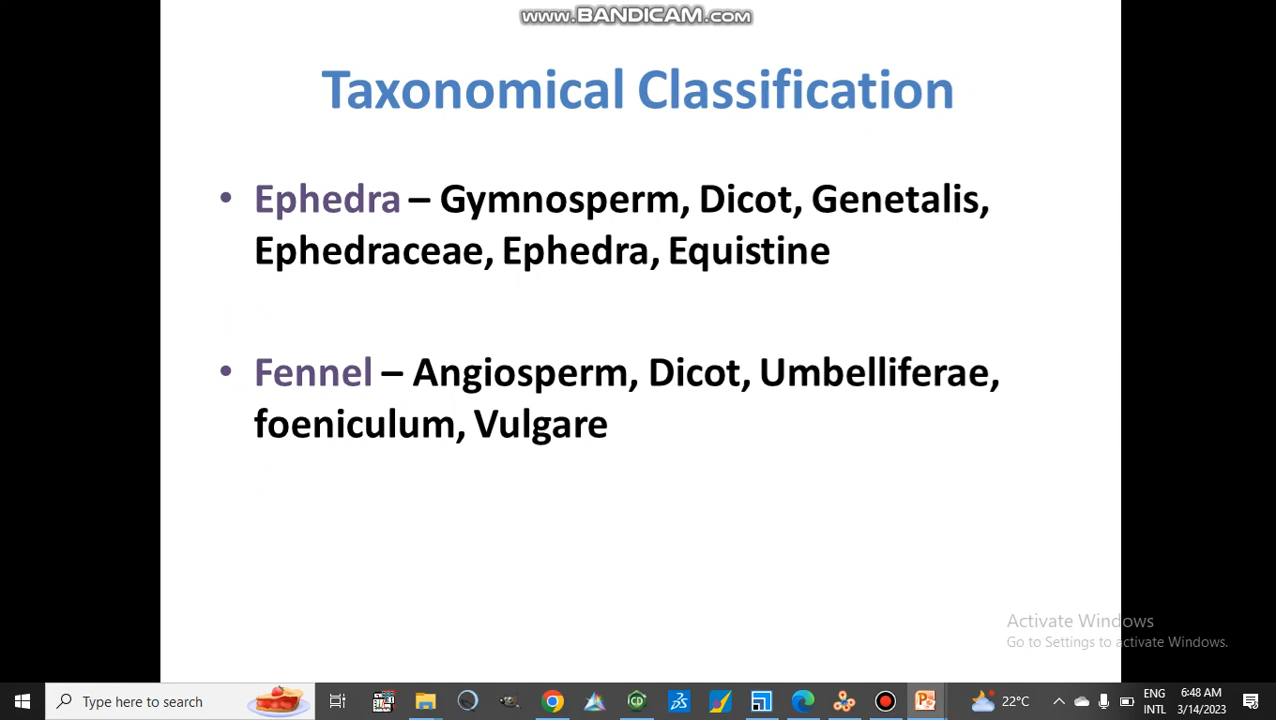 www.BANDICAM.com
Taxonomical Classification
• Ephedra – Gymnosperm, Dicot, Genetalis,
Ephedraceae, Ephedra, Equistine
• Fennel – Angiosperm, Dicot, Umbelliferae,
foeniculum, Vulgare
Activate Windows
Go to Settings to activate Windows.
Type here to search
22°C
ENG
INTL
6:48 AM
3/14/2023